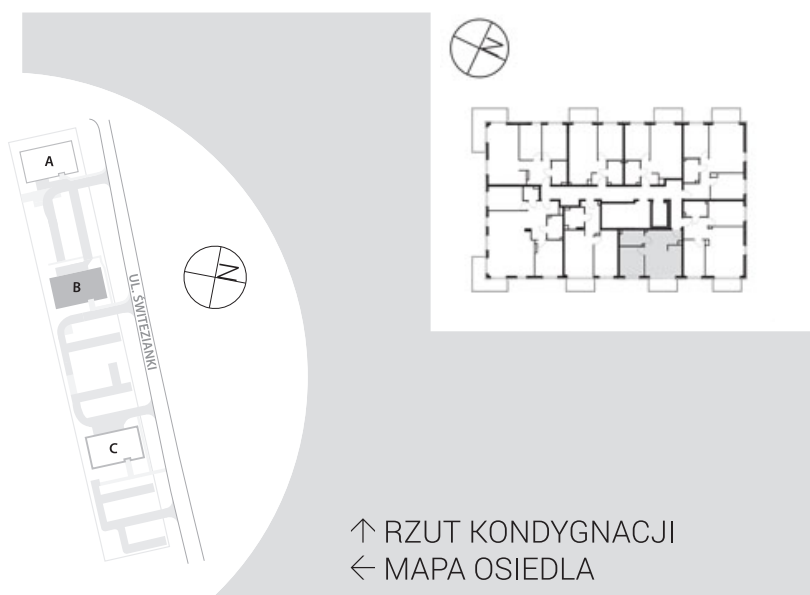 N
A
B
N
UL. ŚWITEZIANKI
C
↑ RZUT KONDYGNACJI
← MAPA OSIEDLA